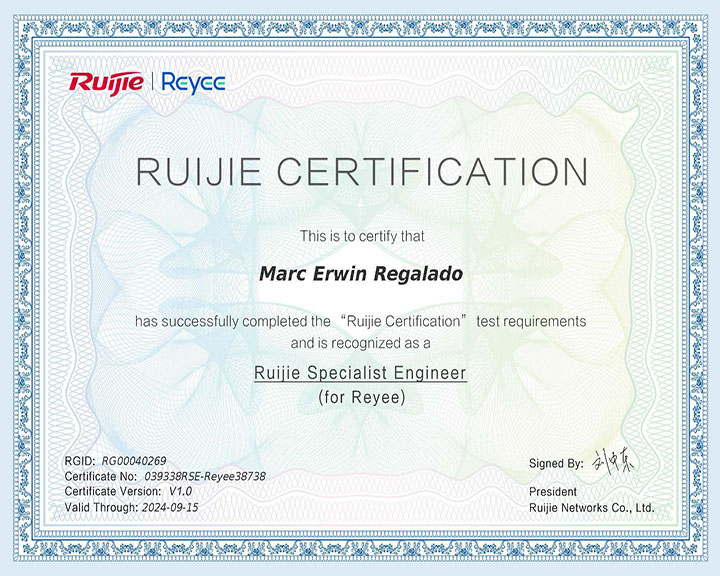 Ruijie | Reyee
RUIJIE CERTIFICATION
This is to certify that
Marc Erwin Regalado
has successfully completed the “Ruijie Certification” test requirements
and is recognized as a
Ruijie Specialist Engineer
(for Reyee)
RGID: RG00040269
Certificate No: 039338RSE-Reyee38738
Certificate Version: V1.0
Valid Through: 2024-09-15
Signed By: 刘中东
President
Ruijie Networks Co., Ltd.